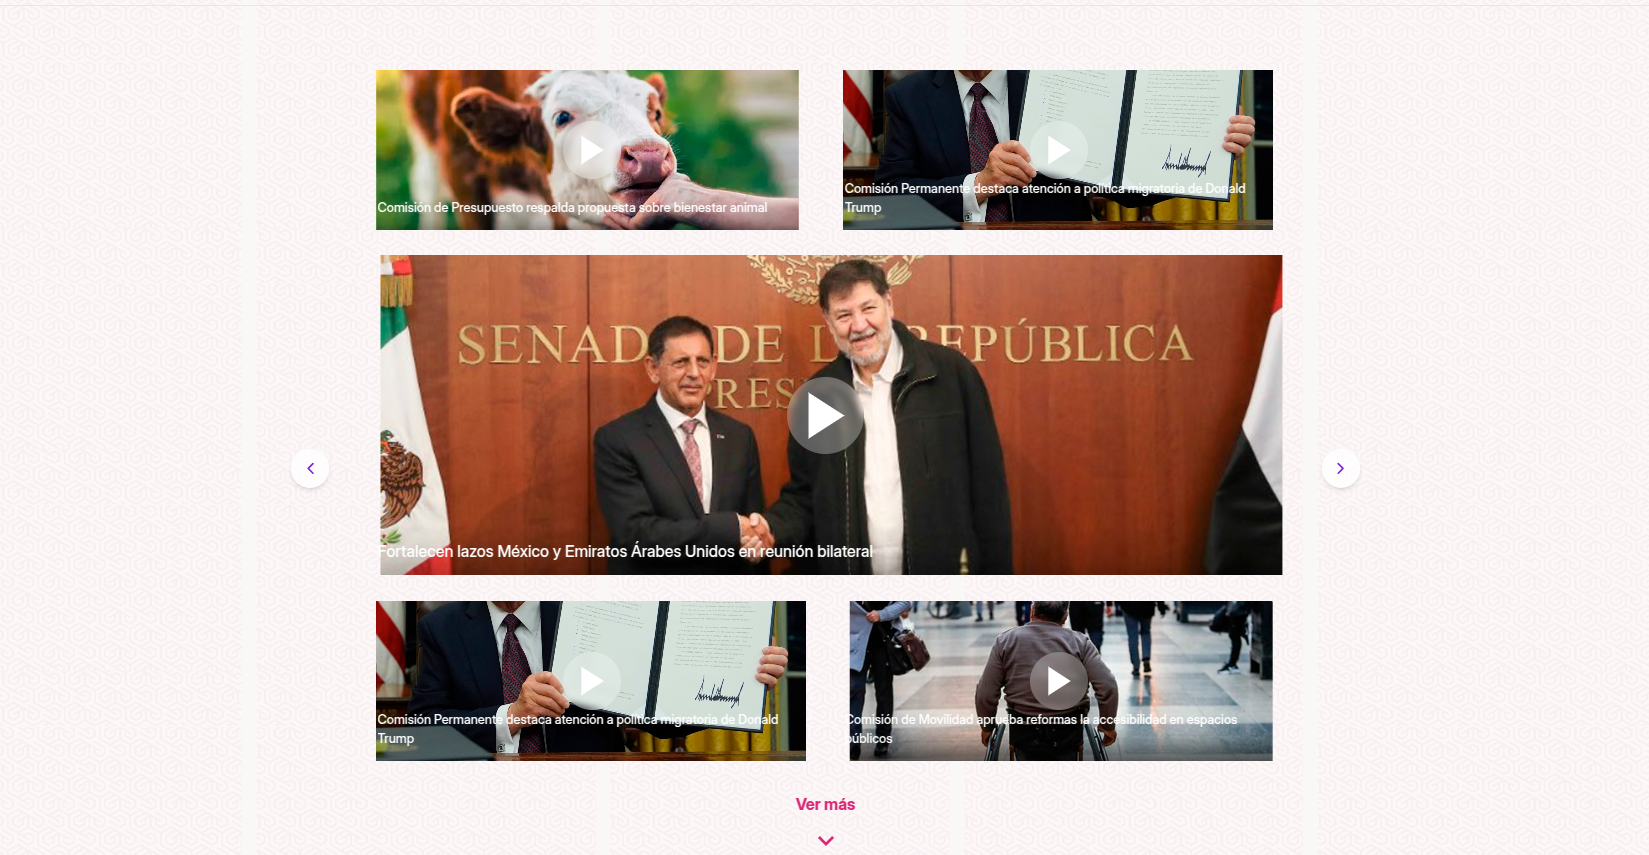 Comisión de Presupuesto respalda propuesta sobre bienestar animal
Comisión Permanente destaca atención a política migratoria de Donald
Trump
SENADO DE LA REPÚBLICA
PRES
Fortalecen lazos México y Emiratos Árabes Unidos en reunión bilateral
Comisión Permanente destaca atención a política migratoria de Donald
Trump
Comisión de Movilidad aprueba reformas la accesibilidad en espacios
públicos
Ver más